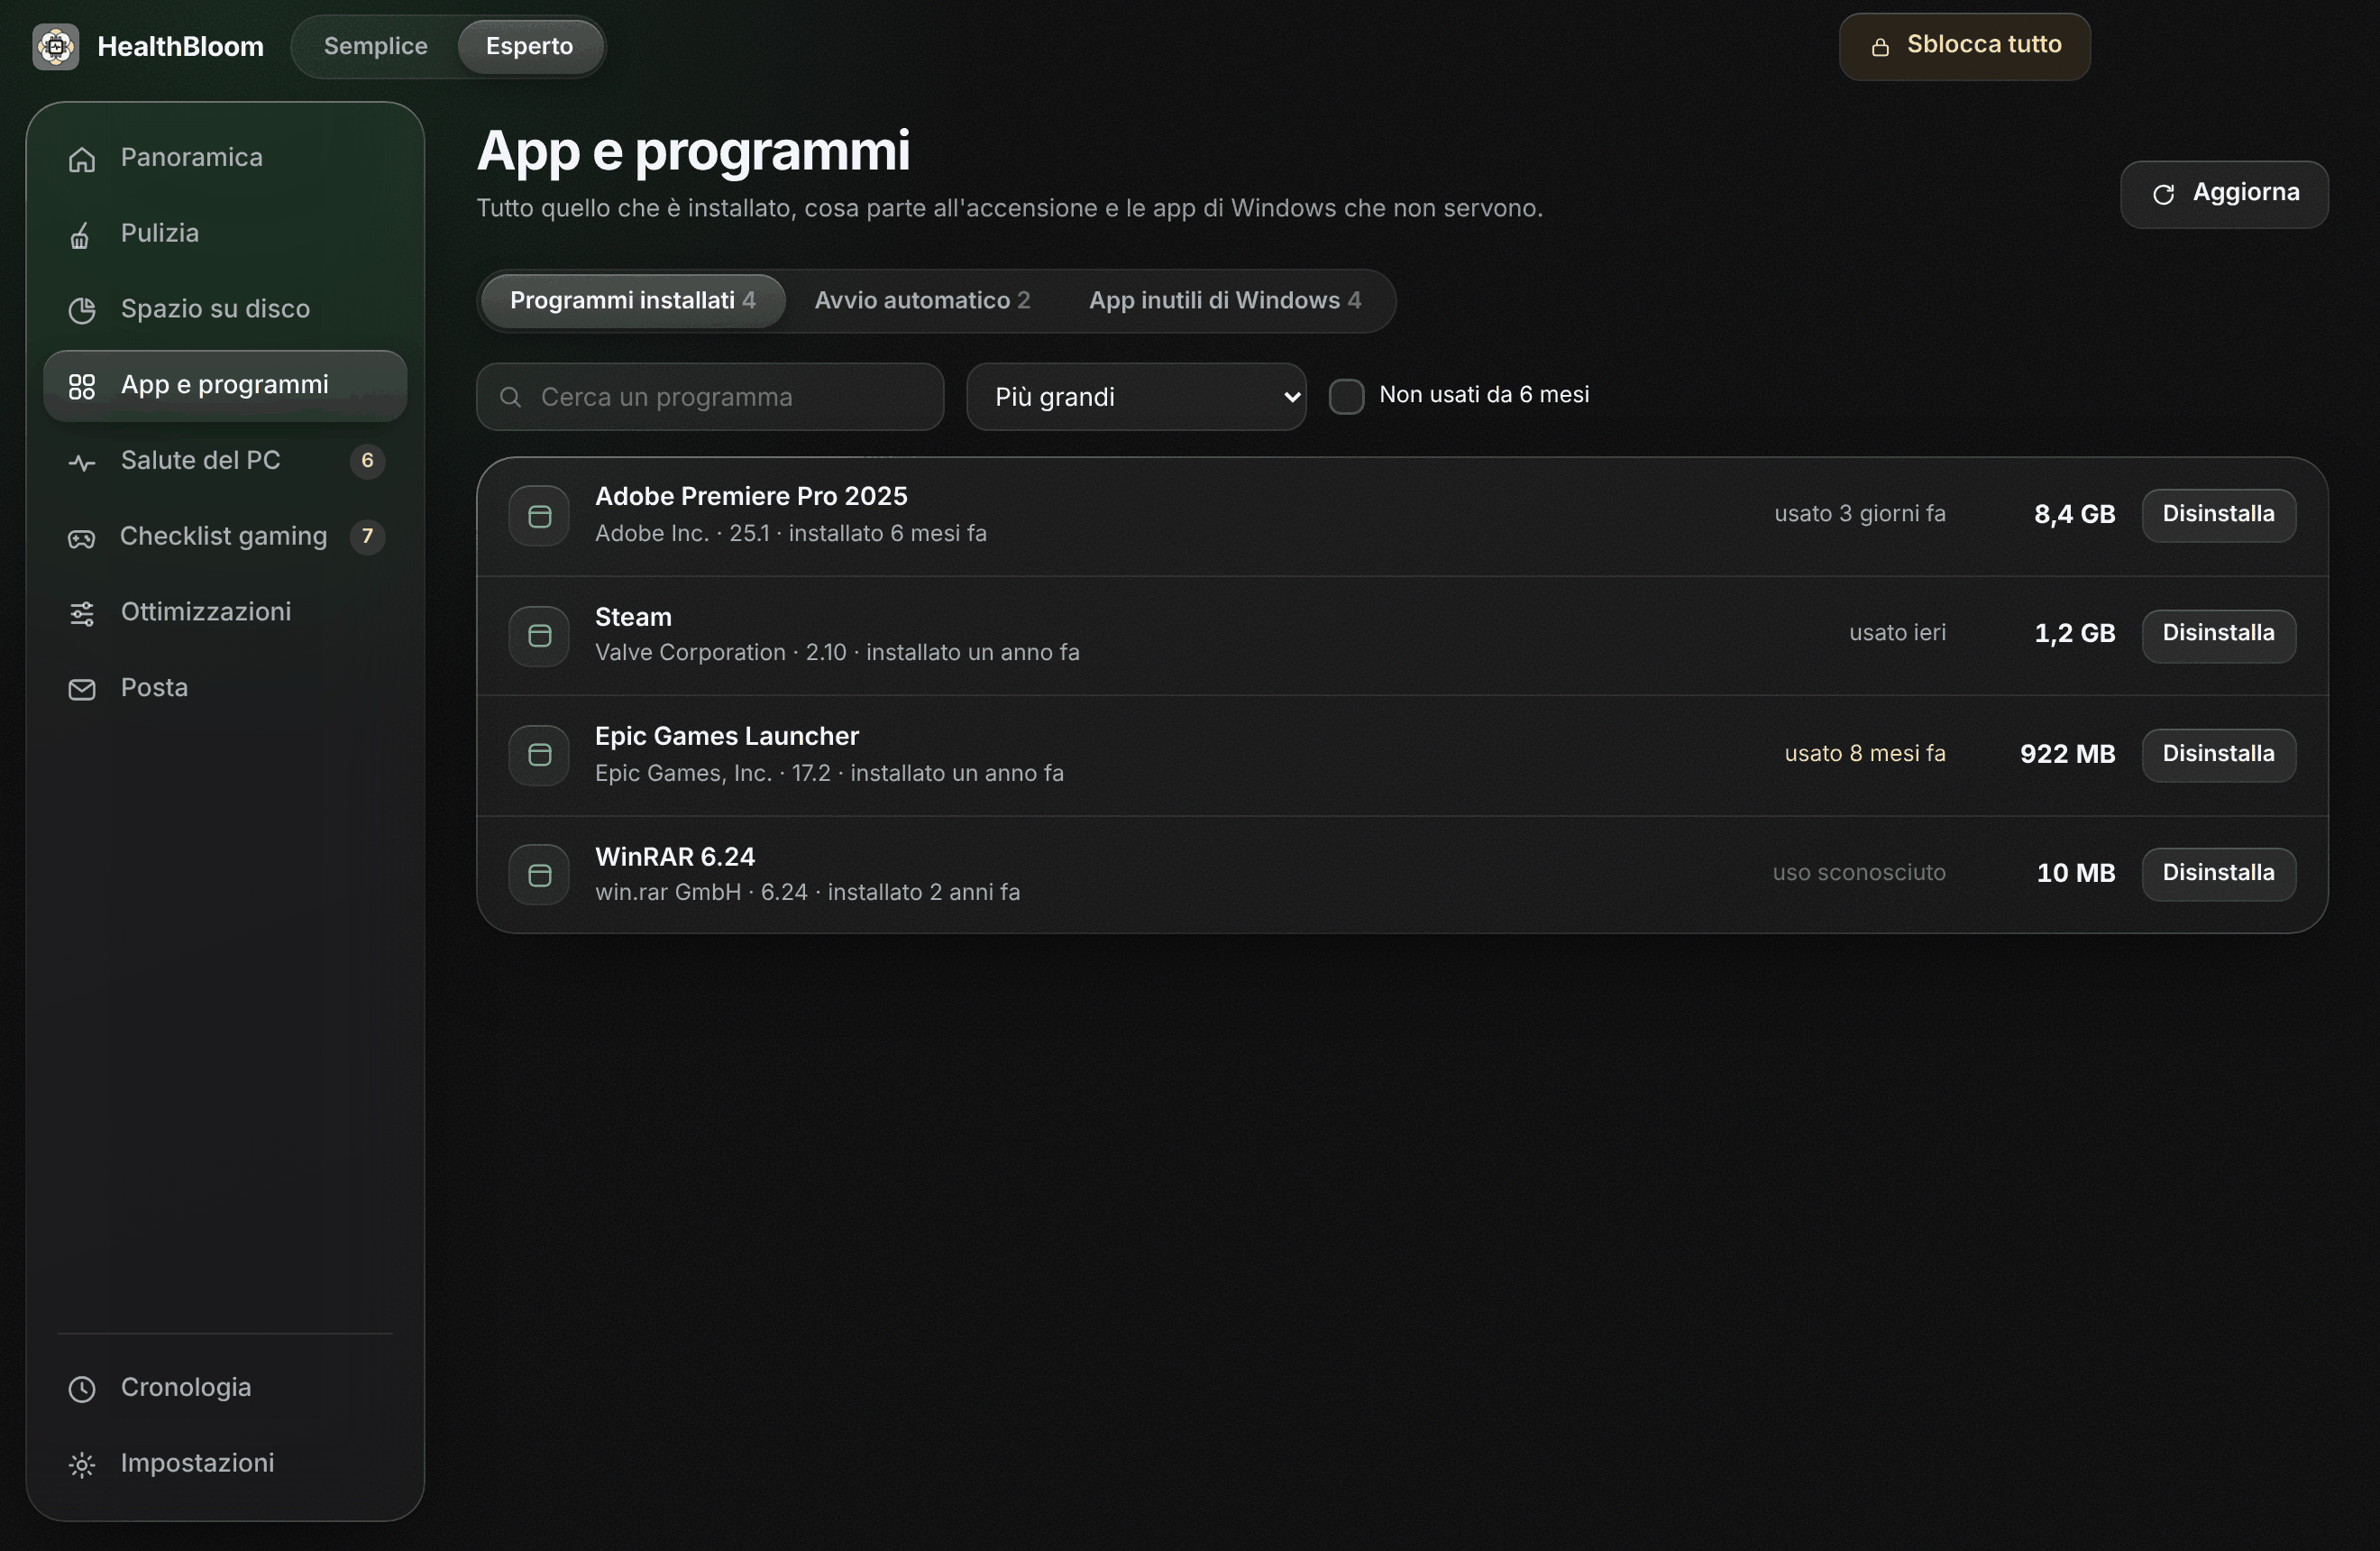 HealthBloom
Semplice
Esperto
Sblocca tutto
Panoramica
Pulizia
Spazio su disco
App e programmi
Salute del PC 6
Checklist gaming 7
Ottimizzazioni
Posta
Cronologia
Impostazioni
App e programmi
Tutto quello che è installato, cosa parte all'accensione e le app di Windows che non servono.
Aggiorna
Programmi installati 4
Avvio automatico 2
App inutili di Windows 4
Cerca un programma
Più grandi
Non usati da 6 mesi
Adobe Premiere Pro 2025
Adobe Inc. · 25.1 · installato 6 mesi fa
usato 3 giorni fa
8,4 GB
Disinstalla
Steam
Valve Corporation · 2.10 · installato un anno fa
usato ieri
1,2 GB
Disinstalla
Epic Games Launcher
Epic Games, Inc. · 17.2 · installato un anno fa
usato 8 mesi fa
922 MB
Disinstalla
WinRAR 6.24
win.rar GmbH · 6.24 · installato 2 anni fa
uso sconosciuto
10 MB
Disinstalla